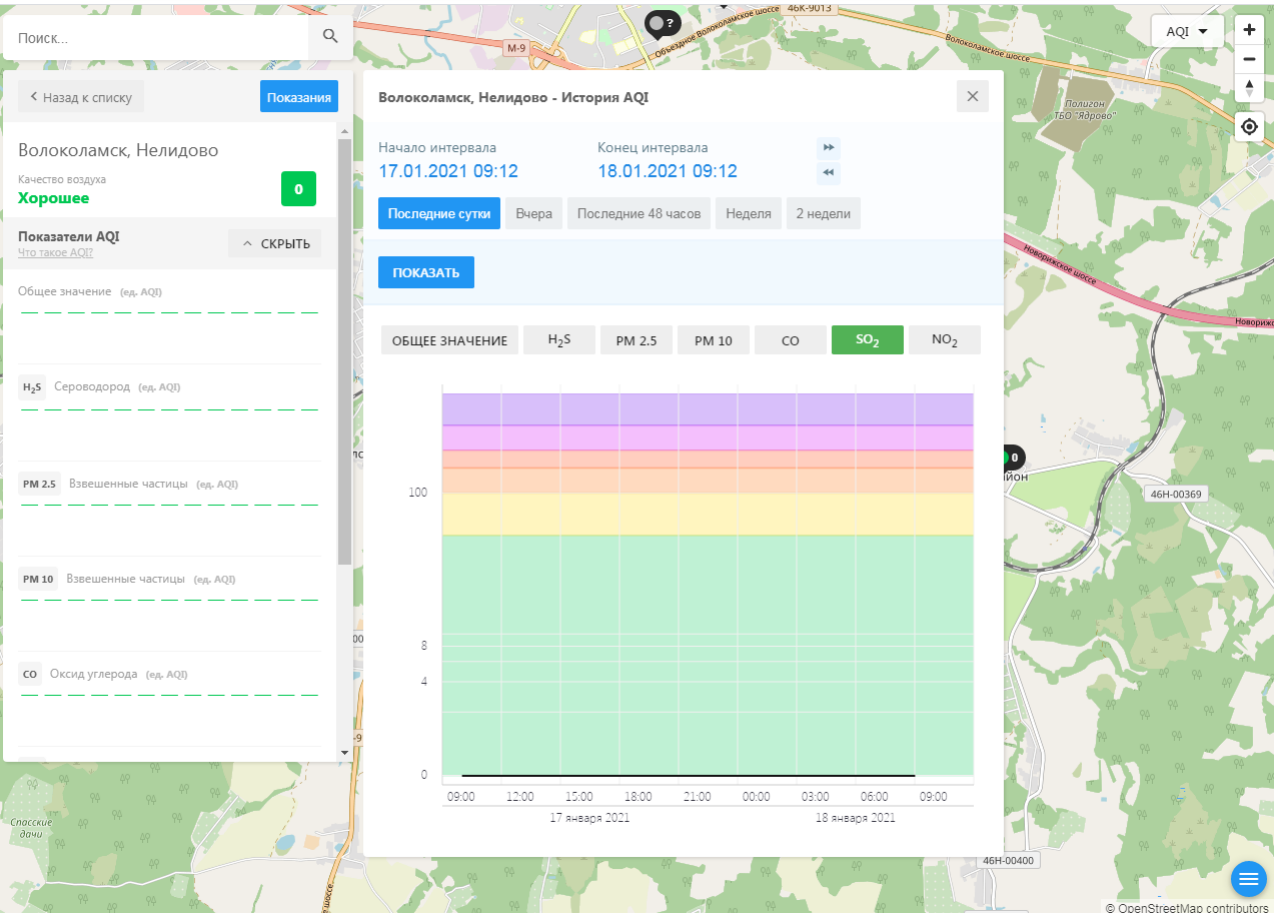 Поиск...
Назад к списку
Показания
Волоколамск, Нелидово
Качество воздуха
Хорошее
0
Показатели AQI
Что такое AQI?
СКРЫТЬ
Общее значение (ед. AQI)
H2S Сероводород (ед. AQI)
PM 2.5 Взвешенные частицы (ед. AQI)
PM 10 Взвешенные частицы (ед. AQI)
CO Оксид углерода (ед. AQI)
Волоколамск, Нелидово - История AQI
Начало интервала
17.01.2021 09:12
Конец интервала
18.01.2021 09:12
Последние сутки
Вчера
Последние 48 часов
Неделя
2 недели
ПОКАЗАТЬ
ОБЩЕЕ ЗНАЧЕНИЕ
H2S
PM 2.5
PM 10
CO
SO2
NO2
100
8
4
0
09:00 12:00 15:00 18:00 21:00 00:00 03:00 06:00 09:00
17 января 2021
18 января 2021
AQI
?
М-9
46К-9013
Объездное Волоколамское шоссе
Волоколамское шоссе
Полигон
ТБО "Ядрово"
Новорижское шоссе
0
46Н-00369
Спасские
дачи
46Н-00400
© OpenStreetMap contributors